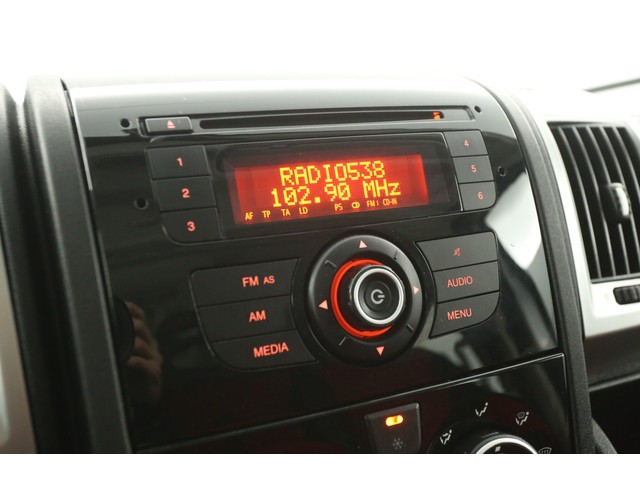 RADIO538
102.90 MHz
AF TP TA LD PS CD FM I CD-IN
1
2
3
4
5
6
FM AS
AM
MEDIA
AUDIO
MENU